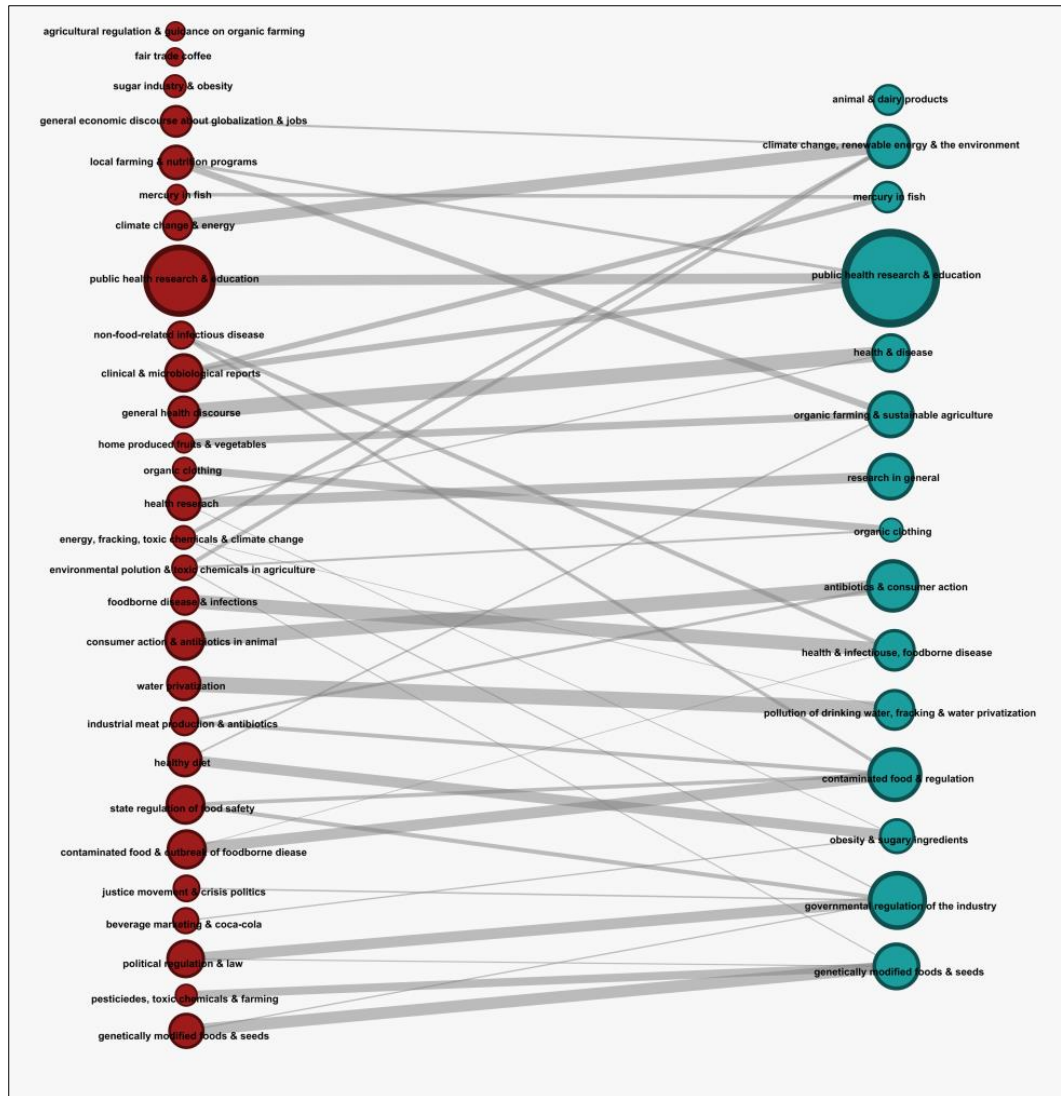 agricultural regulation & guidance on organic farming
fair trade coffee
sugar industry & obesity
general economic discourse about globalization & jobs
local farming & nutrition programs
mercury in fish
climate change & energy
public health research & education
non-food-related infectious disease
clinical & microbiological reports
general health discourse
home produced fruits & vegetables
organic clothing
health reserach
energy, fracking, toxic chemicals & climate change
environmental polution & toxic chemicals in agriculture
foodborne disease & infections
consumer action & antibiotics in animal
water privatization
industrial meat production & antibiotics
healthy diet
state regulation of food safety
contaminated food & outbreak of foodborne diease
justice movement & crisis politics
beverage marketing & coca-cola
political regulation & law
pesticiedes, toxic chemicals & farming
genetically modified foods & seeds
animal & dairy products
climate change, renewable energy & the environment
mercury in fish
public health research & education
health & disease
organic farming & sustainable agriculture
research in general
organic clothing
antibiotics & consumer action
health & infectiouse, foodborne disease
pollution of drinking water, fracking & water privatization
contaminated food & regulation
obesity & sugary ingredients
governmental regulation of the industry
genetically modified foods & seeds